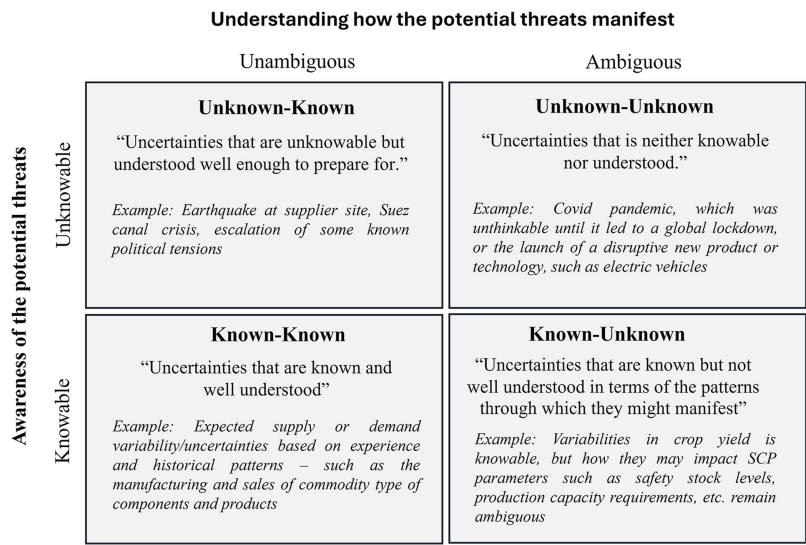 Understanding how the potential threats manifest
Unambiguous
Ambiguous
Awareness of the potential threats
Unknowable
Unknown-Known
“Uncertainties that are unknowable but
understood well enough to prepare for.”
Example: Earthquake at supplier site, Suez
canal crisis, escalation of some known
political tensions
Unknown-Unknown
“Uncertainties that is neither knowable
nor understood.”
Example: Covid pandemic, which was
unthinkable until it led to a global lockdown,
or the launch of a disruptive new product or
technology, such as electric vehicles
Knowable
Known-Known
“Uncertainties that are known and
well understood”
Example: Expected supply or demand
variability/uncertainties based on experience
and historical patterns – such as the
manufacturing and sales of commodity type of
components and products
Known-Unknown
“Uncertainties that are known but not
well understood in terms of the patterns
through which they might manifest”
Example: Variabilities in crop yield is
knowable, but how they may impact SCP
parameters such as safety stock levels,
production capacity requirements, etc. remain
ambiguous